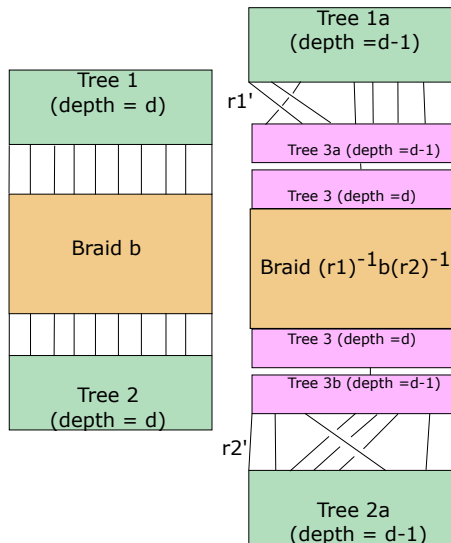 Tree 1
(depth = d)
Braid b
Tree 2
(depth = d)
Tree 1a
(depth =d-1)
r1'
Tree 3a (depth =d-1)
Tree 3 (depth =d)
Braid (r1)⁻¹b(r2)⁻¹
Tree 3 (depth =d)
Tree 3b (depth =d-1)
r2'
Tree 2a
(depth = d-1)